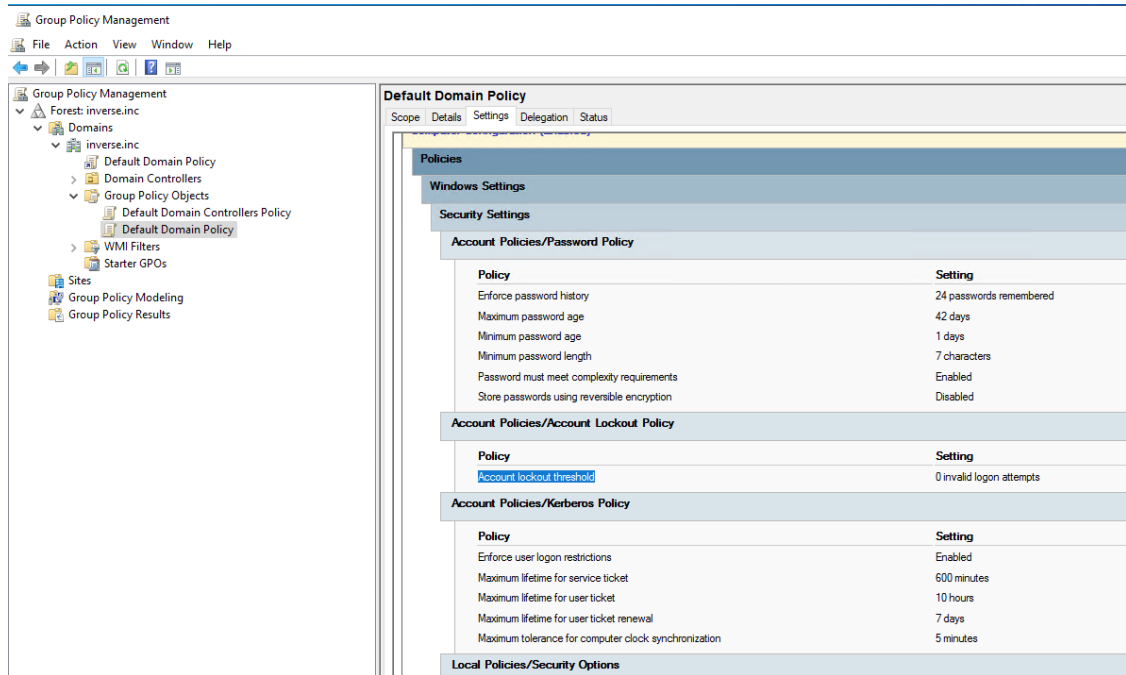 Group Policy Management
File Action View Window Help
Group Policy Management
Forest: inverse.inc
Domains
inverse.inc
Default Domain Policy
Domain Controllers
Group Policy Objects
Default Domain Controllers Policy
Default Domain Policy
WMI Filters
Starter GPOs
Sites
Group Policy Modeling
Group Policy Results
Default Domain Policy
Scope Details Settings Delegation Status
Computer Configuration (Enabled)
Policies
Windows Settings
Security Settings
Account Policies/Password Policy
Policy Setting
Enforce password history 24 passwords remembered
Maximum password age 42 days
Minimum password age 1 days
Minimum password length 7 characters
Password must meet complexity requirements Enabled
Store passwords using reversible encryption Disabled
Account Policies/Account Lockout Policy
Policy Setting
Account lockout threshold 0 invalid logon attempts
Account Policies/Kerberos Policy
Policy Setting
Enforce user logon restrictions Enabled
Maximum lifetime for service ticket 600 minutes
Maximum lifetime for user ticket 10 hours
Maximum lifetime for user ticket renewal 7 days
Maximum tolerance for computer clock synchronization 5 minutes
Local Policies/Security Options